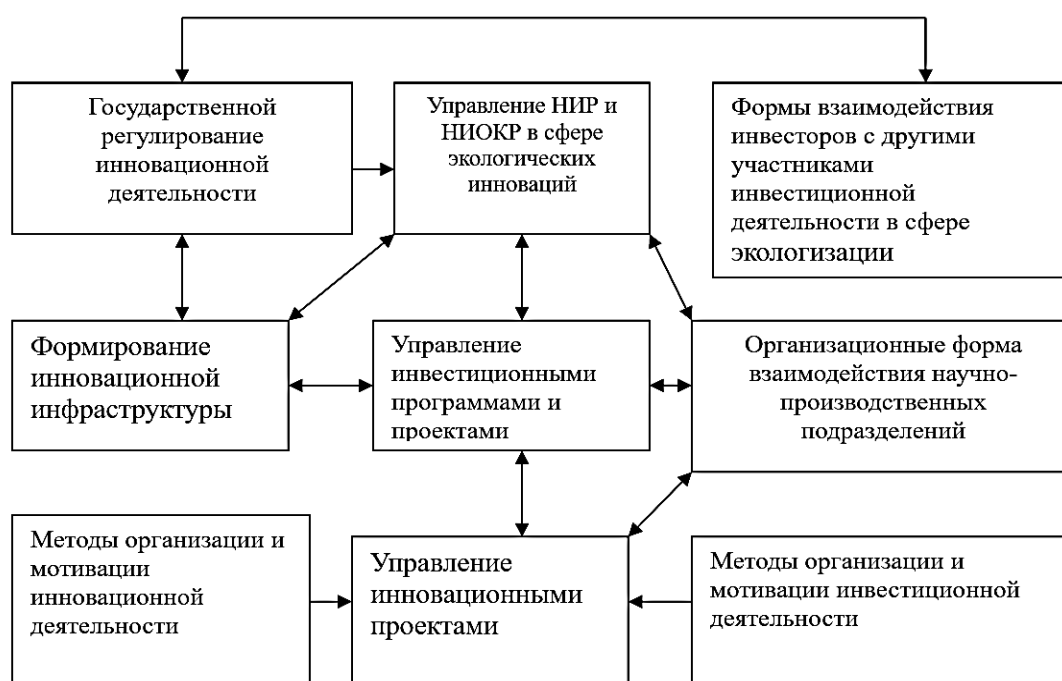 Государственной
регулирование
инновационной
деятельности
Управление НИР и
НИОКР в сфере
экологических
инноваций
Формы взаимодействия
инвесторов с другими
участниками
инвестиционной
деятельности в сфере
экологизации
Формирование
инновационной
инфраструктуры
Управление
инвестиционными
программами и
проектами
Организационные форма
взаимодействия научно-
производственных
подразделений
Методы организации и
мотивации
инновационной
деятельности
Управление
инновационными
проектами
Методы организации и
мотивации инвестиционной
деятельности